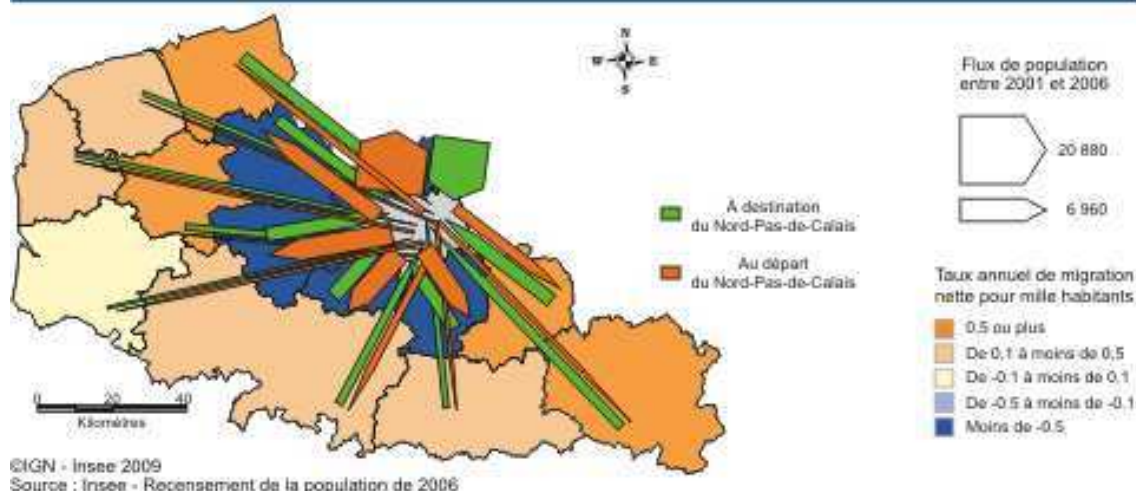 N
W E
S
Flux de population
entre 2001 et 2006
20 880
6 960
À destination
du Nord-Pas-de-Calais
Au départ
du Nord-Pas-de-Calais
Taux annuel de migration
nette pour mille habitants
0,5 ou plus
De 0,1 à moins de 0,5
De -0.1 à moins de 0,1
De -0.5 à moins de -0.1
Moins de -0.5
0 20 40
Kilomètres
©IGN - Insee 2009
Source : Insee - Recensement de la population de 2006